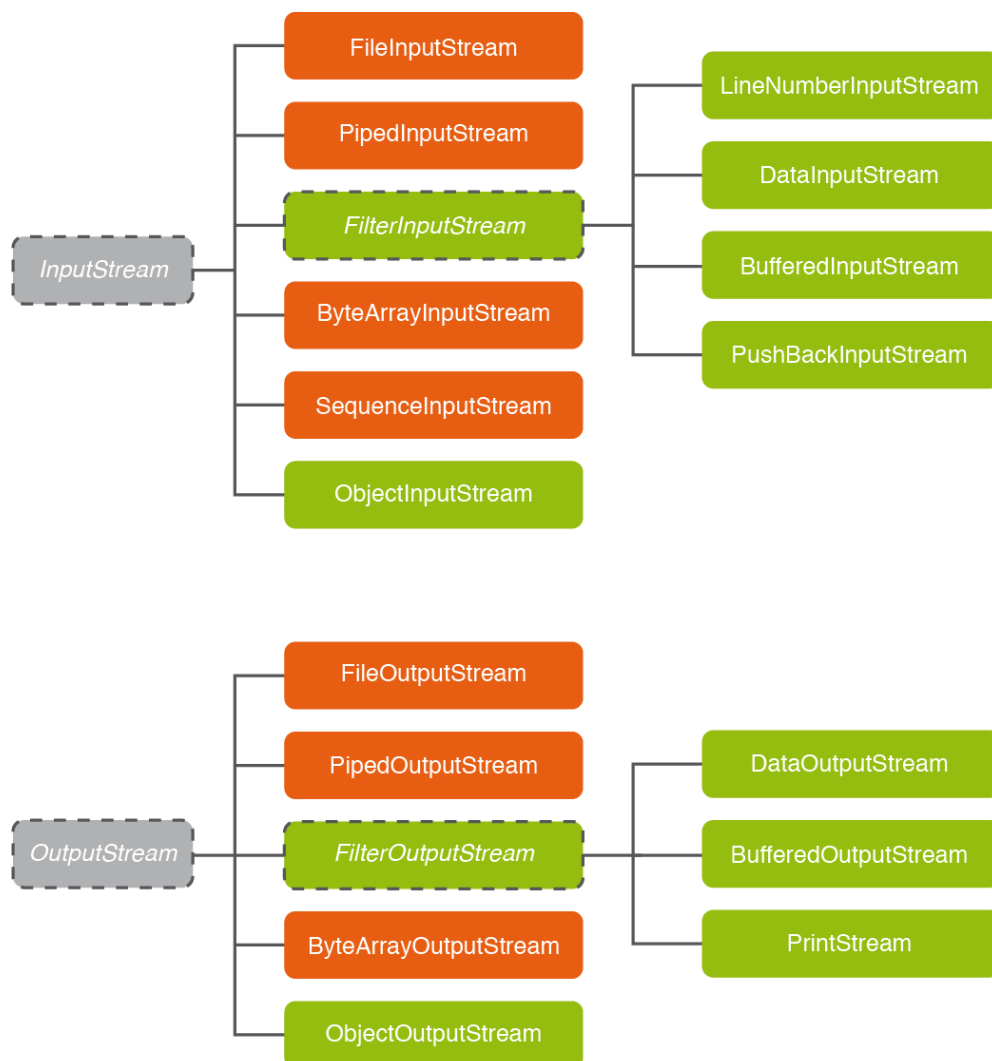 FileInputStream
PipedInputStream
FilterInputStream
InputStream
ByteArrayInputStream
SequenceInputStream
ObjectInputStream
LineNumberInputStream
DataInputStream
BufferedInputStream
PushBackInputStream
FileOutputStream
PipedOutputStream
OutputStream
FilterOutputStream
ByteArrayOutputStream
ObjectOutputStream
DataOutputStream
BufferedOutputStream
PrintStream